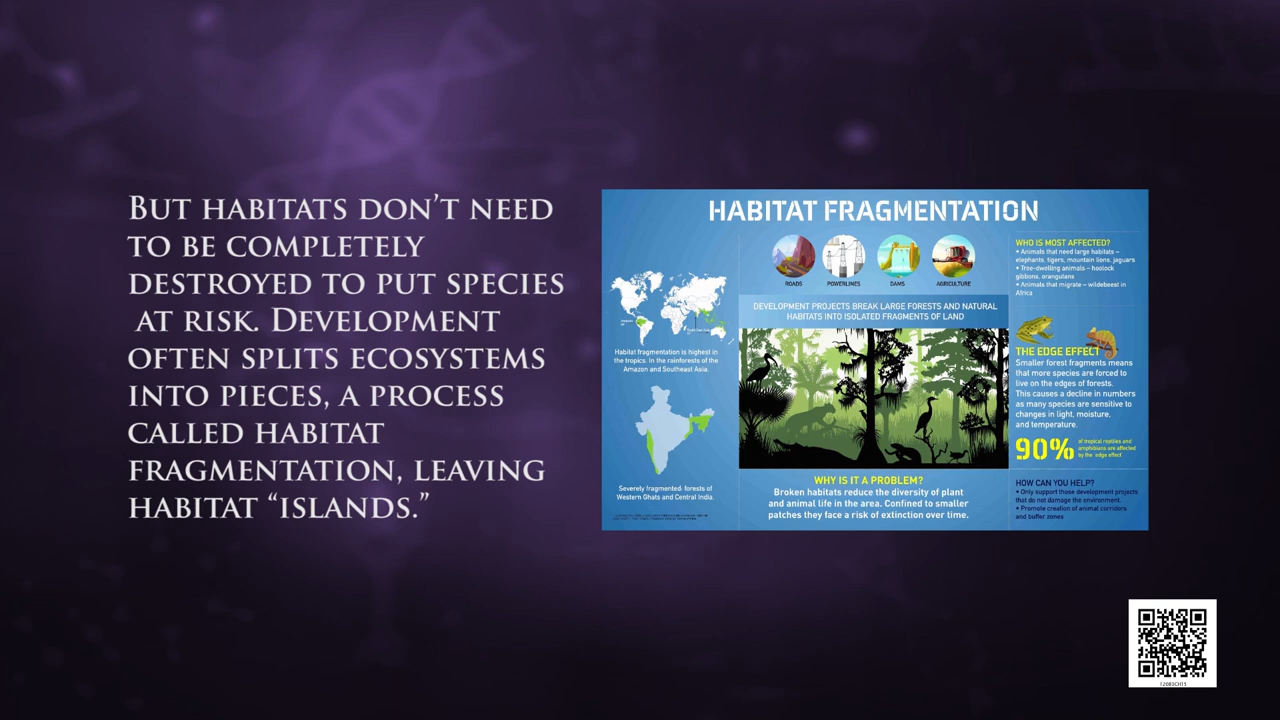 BUT HABITATS DON'T NEED
TO BE COMPLETELY
DESTROYED TO PUT SPECIES
AT RISK. DEVELOPMENT
OFTEN SPLITS ECOSYSTEMS
INTO PIECES, A PROCESS
CALLED HABITAT
FRAGMENTATION, LEAVING
HABITAT “ISLANDS.”
HABITAT FRAGMENTATION
ROADS
POWERLINES
DAMS
AGRICULTURE
DEVELOPMENT PROJECTS BREAK LARGE FORESTS AND NATURAL
HABITATS INTO ISOLATED FRAGMENTS OF LAND
Habitat fragmentation is highest in
the tropics. In the rainforests of the
Amazon and Southeast Asia.
Severely fragmented: forests of
Western Ghats and Central India.
WHY IS IT A PROBLEM?
Broken habitats reduce the diversity of plant
and animal life in the area. Confined to smaller
patches they face a risk of extinction over time.
WHO IS MOST AFFECTED?
• Animals that need large habitats –
elephants, tigers, mountain lions, jaguars
• Tree-dwelling animals – hoolock
gibbons, orangutans
• Animals that migrate – wildebeest in
Africa
THE EDGE EFFECT
Smaller forest fragments means
that more species are forced to
live on the edges of forests.
This causes a decline in numbers
as many species are sensitive to
changes in light, moisture,
and temperature.
90%
of tropical reptiles and
amphibians are affected
by the edge effect
HOW CAN YOU HELP?
• Only support those development projects
that do not damage the environment.
• Promote creation of animal corridors
and buffer zones
12083CH15